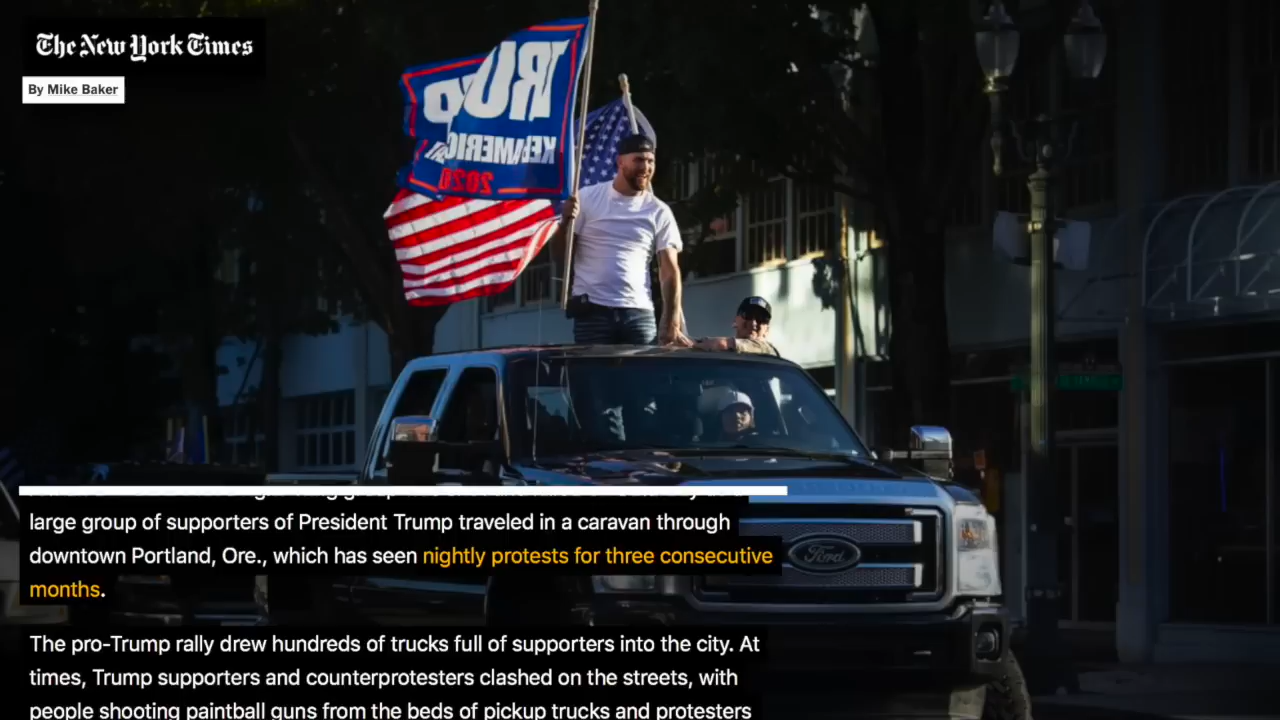 The New York Times
By Mike Baker
2020
Ford
large group of supporters of President Trump traveled in a caravan through
downtown Portland, Ore., which has seen nightly protests for three consecutive
months.
The pro-Trump rally drew hundreds of trucks full of supporters into the city. At
times, Trump supporters and counterprotesters clashed on the streets, with
people shooting paintball guns from the beds of pickup trucks and protesters